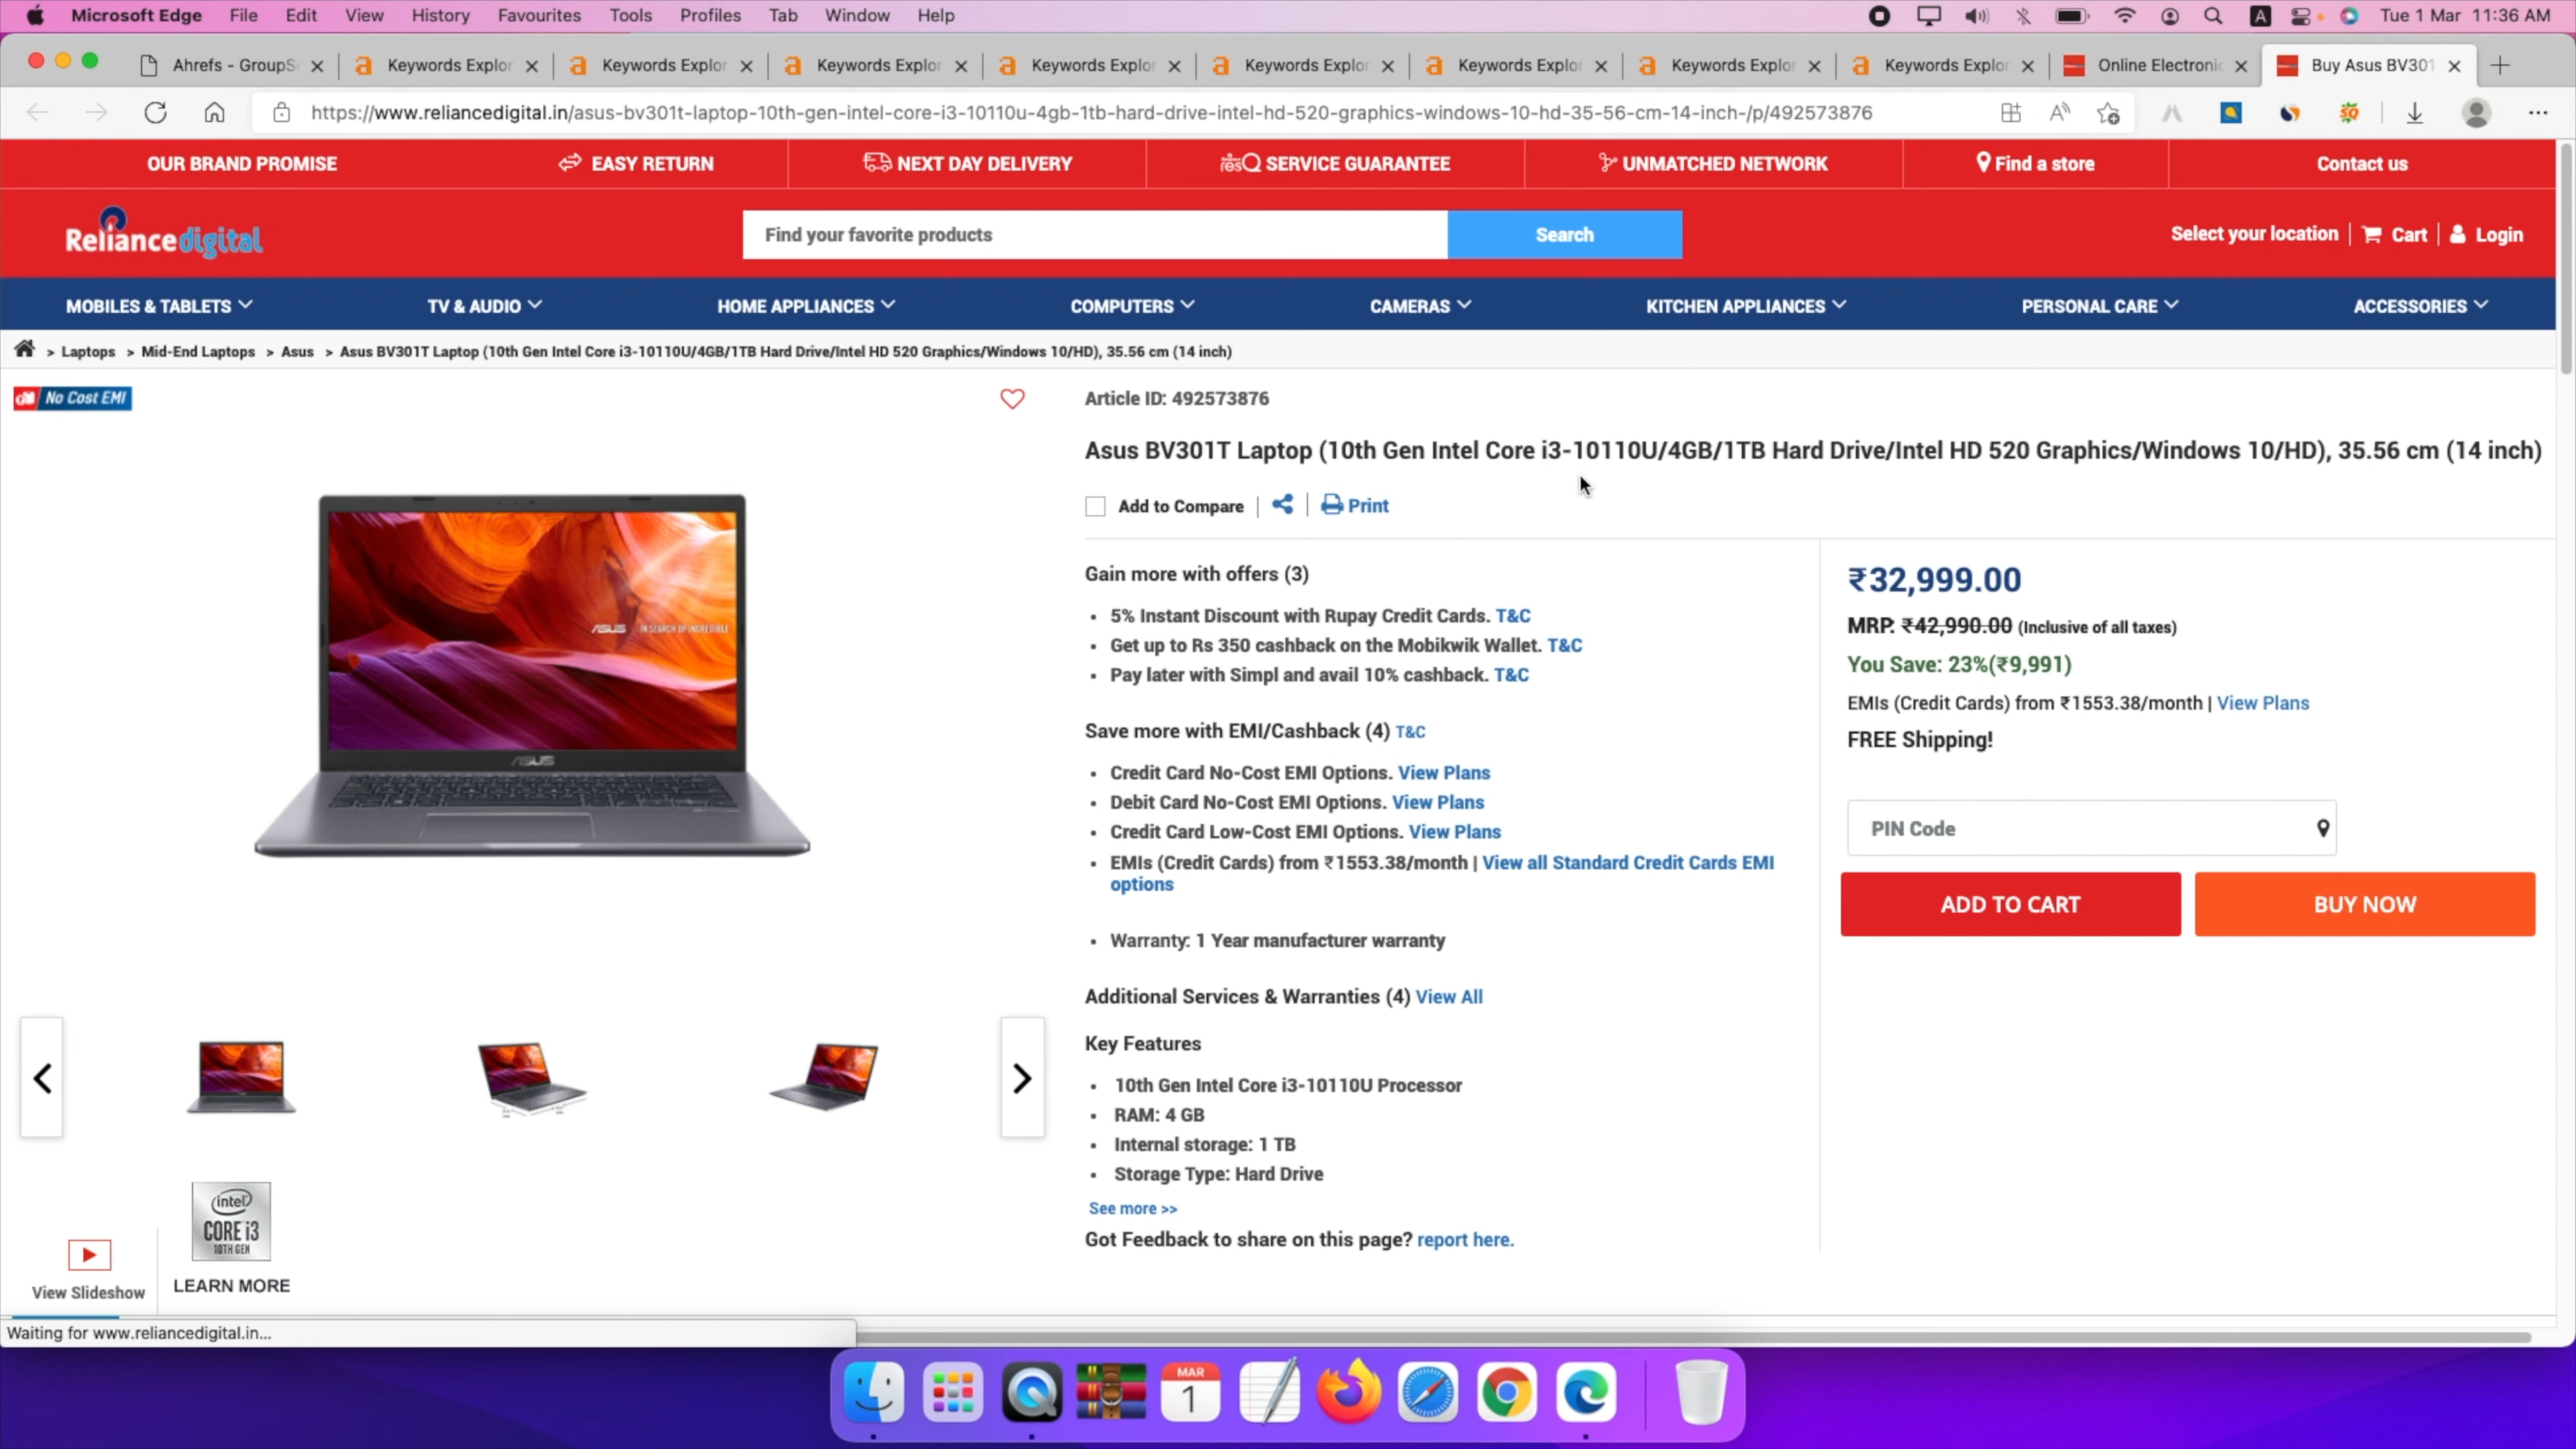 Microsoft Edge File Edit View History Favourites Tools Profiles Tab Window Help A Tue 1 Mar 11:36 AM
Ahrefs - GroupS Keywords Explor Keywords Explor Keywords Explor Keywords Explor Keywords Explor Keywords Explor Keywords Explor Keywords Explor Online Electronic Buy Asus BV301
https://www.reliancedigital.in/asus-bv301t-laptop-10th-gen-intel-core-i3-10110u-4gb-1tb-hard-drive-intel-hd-520-graphics-windows-10-hd-35-56-cm-14-inch-/p/492573876
OUR BRAND PROMISE EASY RETURN NEXT DAY DELIVERY resQ SERVICE GUARANTEE UNMATCHED NETWORK Find a store Contact us
Reliance digital Find your favorite products Search Select your location Cart Login
MOBILES & TABLETS TV & AUDIO HOME APPLIANCES COMPUTERS CAMERAS KITCHEN APPLIANCES PERSONAL CARE ACCESSORIES
> Laptops > Mid-End Laptops > Asus > Asus BV301T Laptop (10th Gen Intel Core i3-10110U/4GB/1TB Hard Drive/Intel HD 520 Graphics/Windows 10/HD), 35.56 cm (14 inch)
No Cost EMI
ASUS IN SEARCH OF INCREDIBLE
ASUS
intel
CORE i3
10TH GEN
View Slideshow
LEARN MORE
Article ID: 492573876
Asus BV301T Laptop (10th Gen Intel Core i3-10110U/4GB/1TB Hard Drive/Intel HD 520 Graphics/Windows 10/HD), 35.56 cm (14 inch)
Add to Compare Print
Gain more with offers (3)
• 5% Instant Discount with Rupay Credit Cards. T&C
• Get up to Rs 350 cashback on the Mobikwik Wallet. T&C
• Pay later with Simpl and avail 10% cashback. T&C
Save more with EMI/Cashback (4) T&C
• Credit Card No-Cost EMI Options. View Plans
• Debit Card No-Cost EMI Options. View Plans
• Credit Card Low-Cost EMI Options. View Plans
• EMIs (Credit Cards) from ₹1553.38/month | View all Standard Credit Cards EMI
options
• Warranty: 1 Year manufacturer warranty
Additional Services & Warranties (4) View All
Key Features
• 10th Gen Intel Core i3-10110U Processor
• RAM: 4 GB
• Internal storage: 1 TB
• Storage Type: Hard Drive
See more >>
Got Feedback to share on this page? report here.
₹32,999.00
MRP: ₹42,990.00 (Inclusive of all taxes)
You Save: 23%(₹9,991)
EMIs (Credit Cards) from ₹1553.38/month | View Plans
FREE Shipping!
PIN Code
ADD TO CART BUY NOW
Waiting for www.reliancedigital.in...
MAR
1